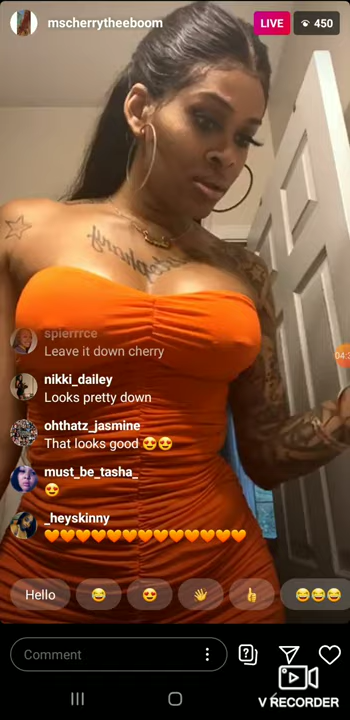 mscherrytheeboom
LIVE
450
spierrrce
Leave it down cherry
nikki_dailey
Looks pretty down
ohthatz_jasmine
That looks good 😍😍
must_be_tasha_
😍
_heyskinny
🧡🧡🧡🧡🧡🧡🧡🧡🧡🧡🧡🧡🧡
Hello 😂 😍 👋 👍 😂😂😂
Comment
V RECORDER